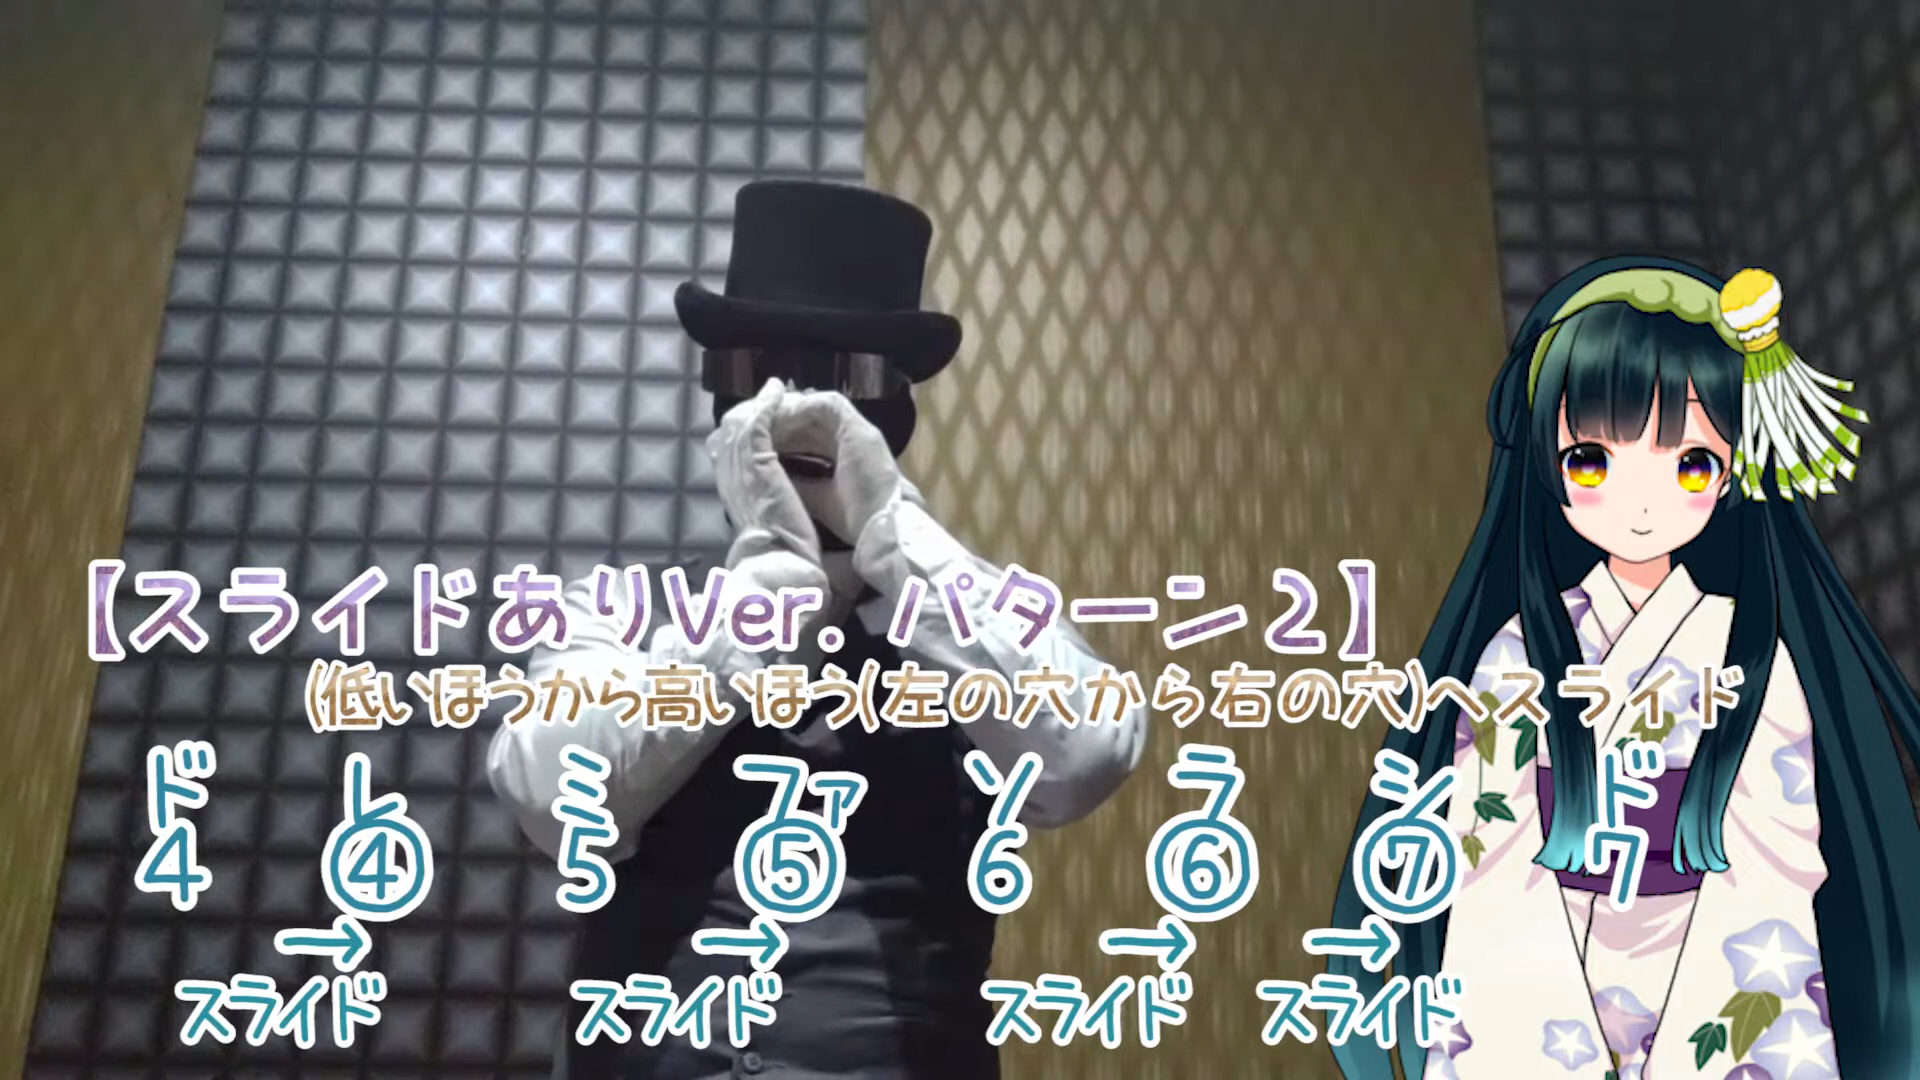 【スライドありVer. パターン2】
(低いほうから高いほう(左の穴から右の穴)へスライド
ド レ ミ ファ ソ ラ シ ド
4 ④ 5 ⑤ 6 ⑥ ⑦ 7
→ → → →
スライド スライド スライド スライド